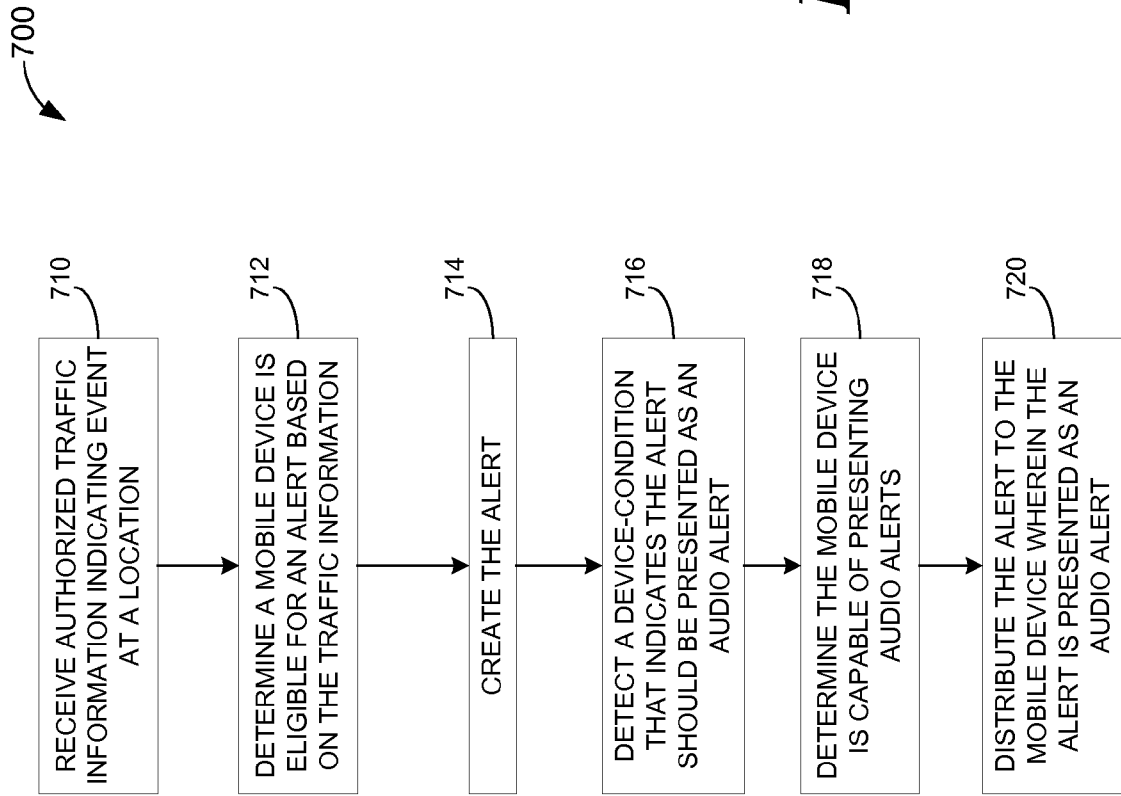 700
710
RECEIVE AUTHORIZED TRAFFIC
INFORMATION INDICATING EVENT
AT A LOCATION
712
DETERMINE A MOBILE DEVICE IS
ELIGIBLE FOR AN ALERT BASED
ON THE TRAFFIC INFORMATION
714
CREATE THE ALERT
716
DETECT A DEVICE-CONDITION
THAT INDICATES THE ALERT
SHOULD BE PRESENTED AS AN
AUDIO ALERT
718
DETERMINE THE MOBILE DEVICE
IS CAPABLE OF PRESENTING
AUDIO ALERTS
720
DISTRIBUTE THE ALERT TO THE
MOBILE DEVICE WHEREIN THE
ALERT IS PRESENTED AS AN
AUDIO ALERT